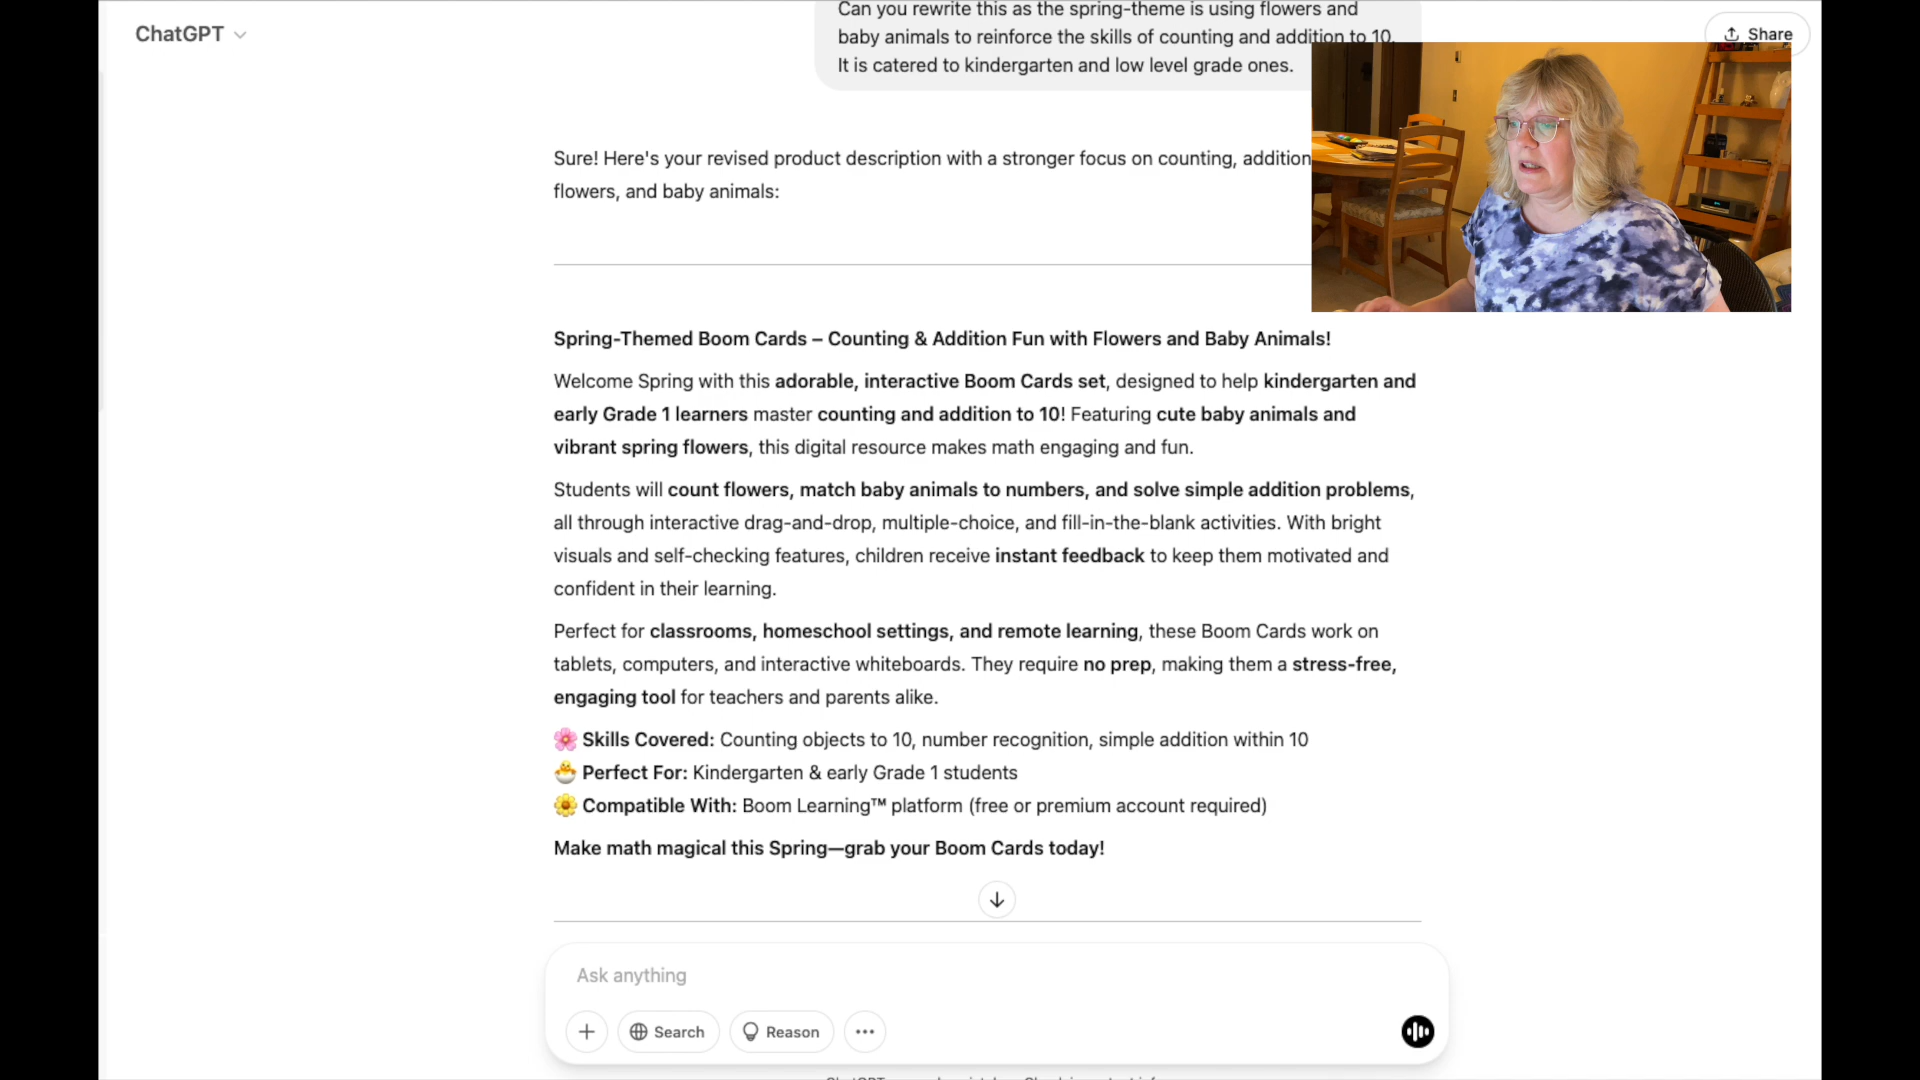 Can you rewrite this as the spring-theme is using flowers and
ChatGPT
Share
baby animals to reinforce the skills of counting and addition to 10.
It is catered to kindergarten and low level grade ones.
Sure! Here's your revised product description with a stronger focus on counting, addition
flowers, and baby animals:
Spring-Themed Boom Cards – Counting & Addition Fun with Flowers and Baby Animals!
Welcome Spring with this adorable, interactive Boom Cards set, designed to help kindergarten and
early Grade 1 learners master counting and addition to 10! Featuring cute baby animals and
vibrant spring flowers, this digital resource makes math engaging and fun.
Students will count flowers, match baby animals to numbers, and solve simple addition problems,
all through interactive drag-and-drop, multiple-choice, and fill-in-the-blank activities. With bright
visuals and self-checking features, children receive instant feedback to keep them motivated and
confident in their learning.
Perfect for classrooms, homeschool settings, and remote learning, these Boom Cards work on
tablets, computers, and interactive whiteboards. They require no prep, making them a stress-free,
engaging tool for teachers and parents alike.
🌸 Skills Covered: Counting objects to 10, number recognition, simple addition within 10
🐣 Perfect For: Kindergarten & early Grade 1 students
🌼 Compatible With: Boom Learning™ platform (free or premium account required)
Make math magical this Spring—grab your Boom Cards today!
Ask anything
Search
Reason